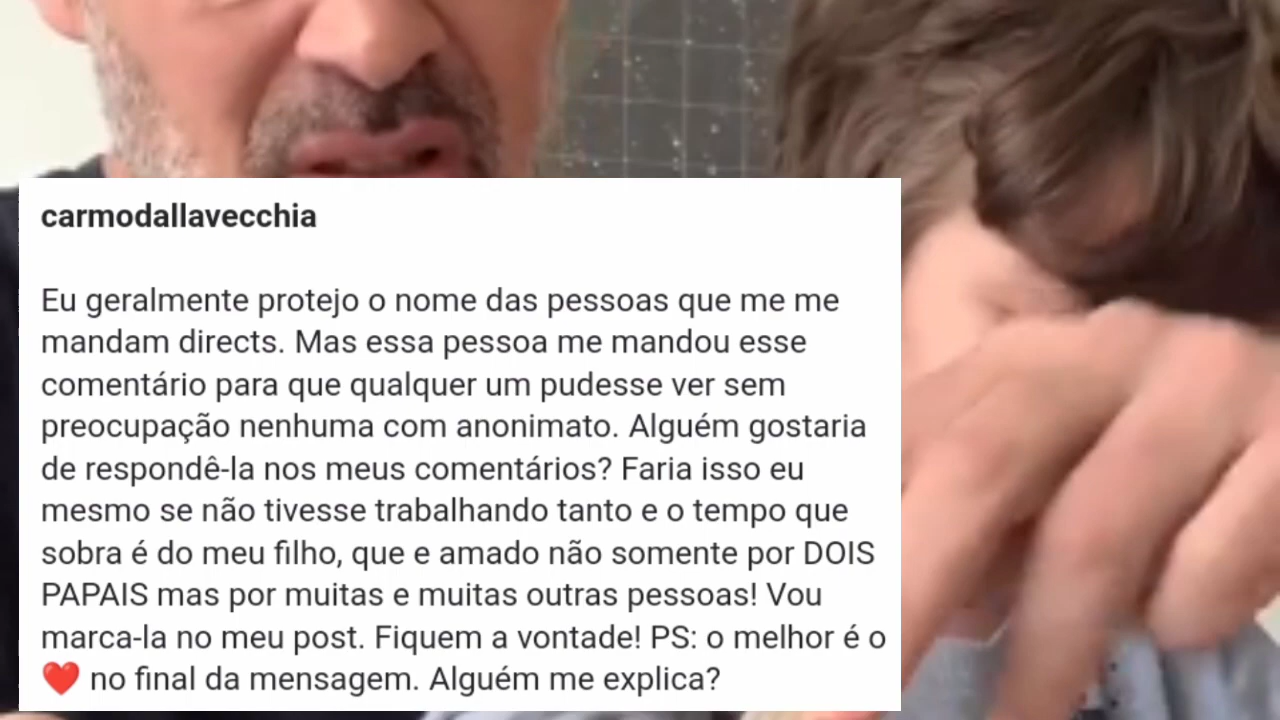 carmodallavecchia
Eu geralmente protejo o nome das pessoas que me me
mandam directs. Mas essa pessoa me mandou esse
comentário para que qualquer um pudesse ver sem
preocupação nenhuma com anonimato. Alguém gostaria
de respondê-la nos meus comentários? Faria isso eu
mesmo se não tivesse trabalhando tanto e o tempo que
sobra é do meu filho, que e amado não somente por DOIS
PAPAIS mas por muitas e muitas outras pessoas! Vou
marca-la no meu post. Fiquem a vontade! PS: o melhor é o
❤️ no final da mensagem. Alguém me explica?